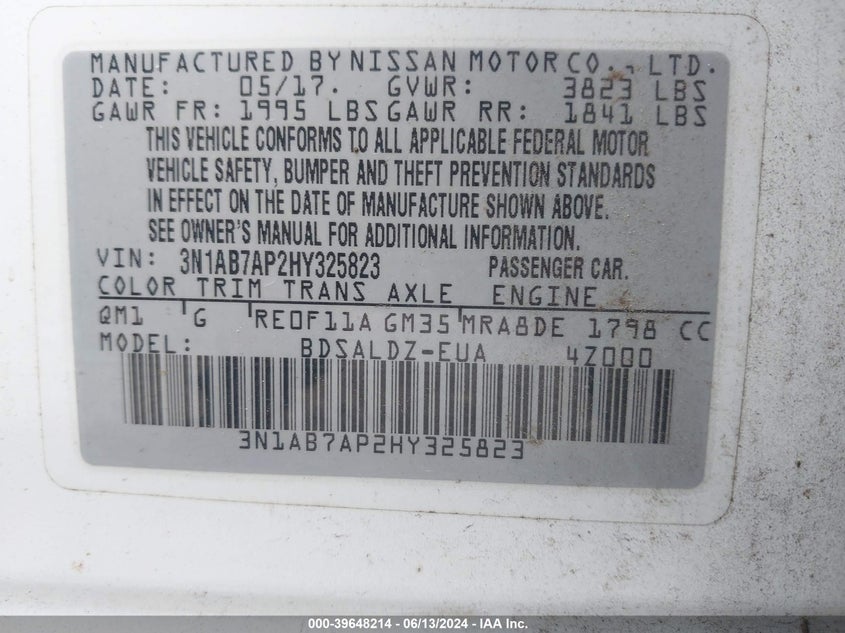 MANUFACTURED BY NISSAN MOTOR CO., LTD.
DATE: 05/17. GVWR: 3823 LBS
GAWR FR: 1995 LBS GAWR RR: 1841 LBS
THIS VEHICLE CONFORMS TO ALL APPLICABLE FEDERAL MOTOR
VEHICLE SAFETY, BUMPER AND THEFT PREVENTION STANDARDS
IN EFFECT ON THE DATE OF MANUFACTURE SHOWN ABOVE.
SEE OWNER'S MANUAL FOR ADDITIONAL INFORMATION.
VIN: 3N1AB7AP2HY325823 PASSENGER CAR.
COLOR TRIM TRANS AXLE ENGINE
QM1 G RE0F11A GM35 MRA8DE 1798 CC
MODEL: BDSALDZ-EUA 4Z000
3N1AB7AP2HY325823
000-39648214 - 06/13/2024 - IAA Inc.